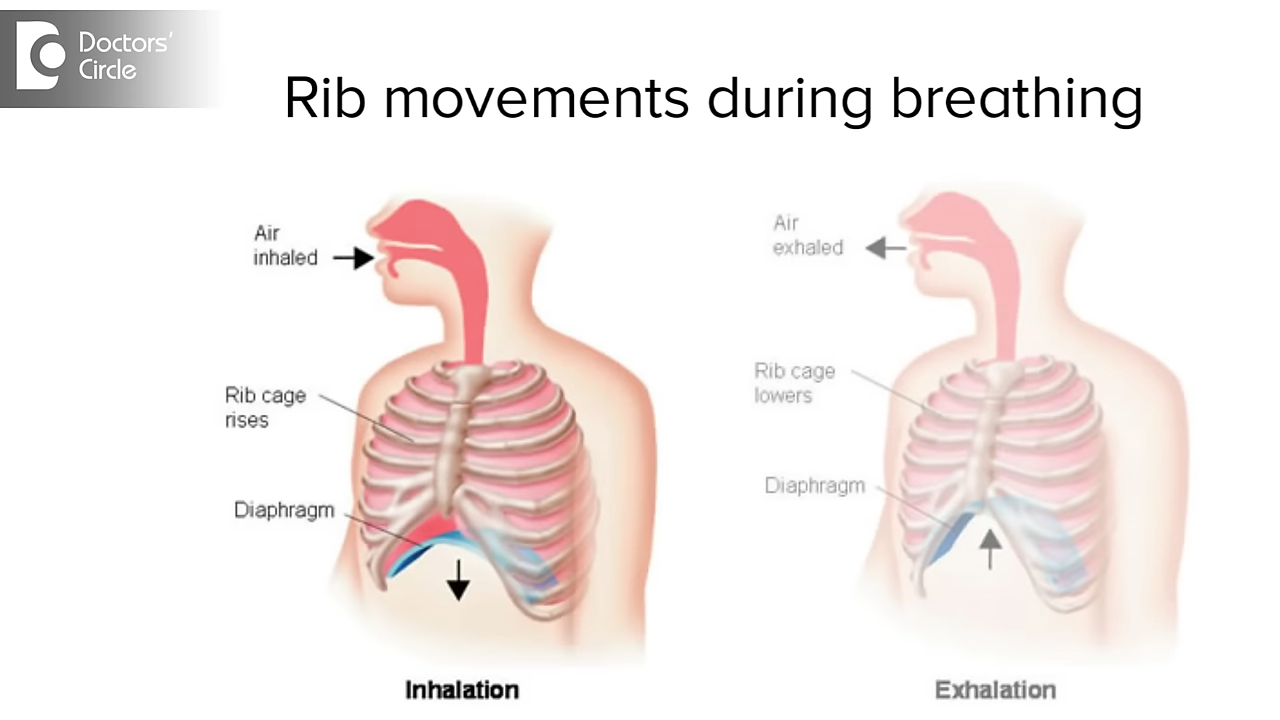 Doctors'
Circle
Rib movements during breathing
Air
inhaled
Rib cage
rises
Diaphragm
Inhalation
Air
exhaled
Rib cage
lowers
Diaphragm
Exhalation